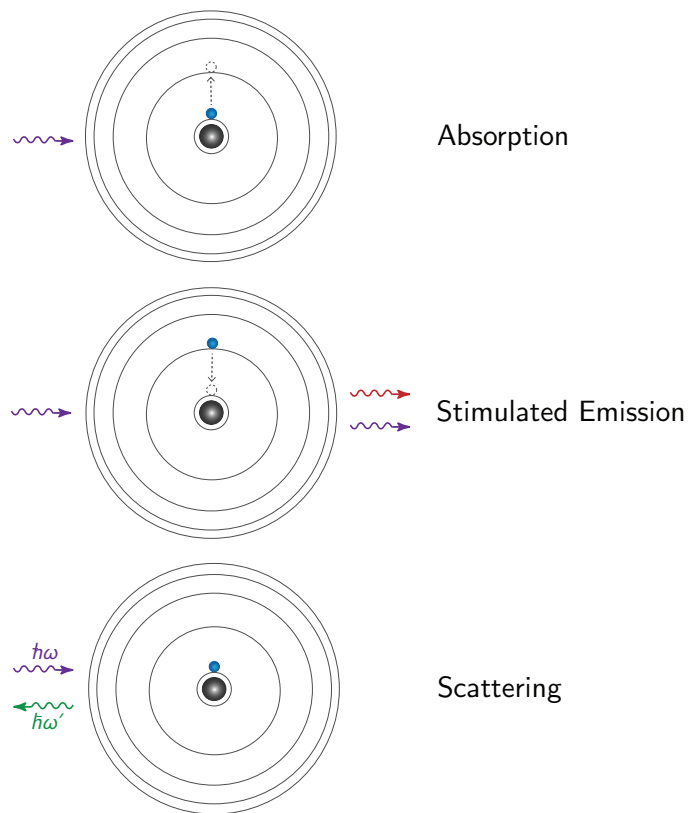 Absorption
Stimulated Emission
ħω
ħω′
Scattering